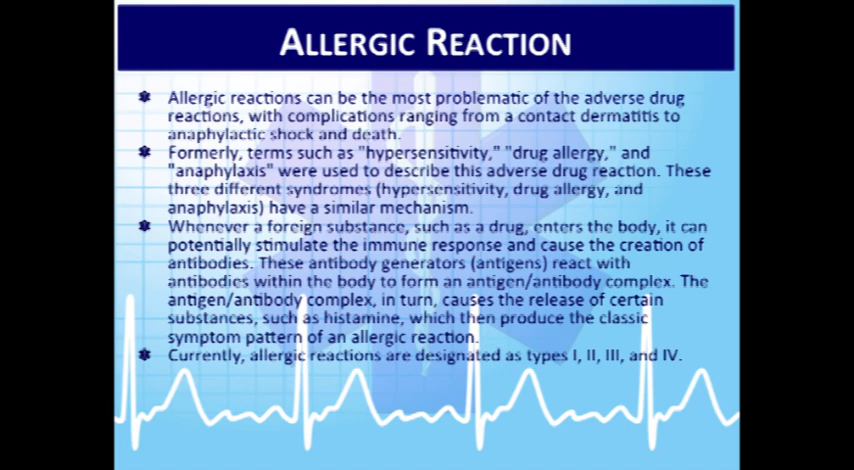 ALLERGIC REACTION
Allergic reactions can be the most problematic of the adverse drug
reactions, with complications ranging from a contact dermatitis to
anaphylactic shock and death.
Formerly, terms such as "hypersensitivity," "drug allergy," and
"anaphylaxis" were used to describe this adverse drug reaction. These
three different syndromes (hypersensitivity, drug allergy, and
anaphylaxis) have a similar mechanism.
Whenever a foreign substance, such as a drug, enters the body, it can
potentially stimulate the immune response and cause the creation of
antibodies. These antibody generators (antigens) react with
antibodies within the body to form an antigen/antibody complex. The
antigen/antibody complex, in turn, causes the release of certain
substances, such as histamine, which then produce the classic
symptom pattern of an allergic reaction.
Currently, allergic reactions are designated as types I, II, III, and IV.